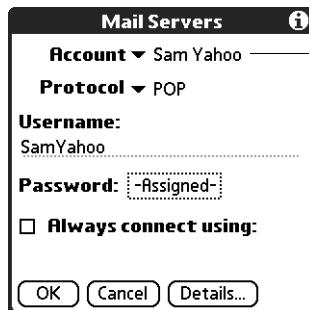 Mail Servers
Account Sam Yahoo
Protocol POP
Username:
SamYahoo
Password: -Assigned-
Always connect using:
OK Cancel Details...